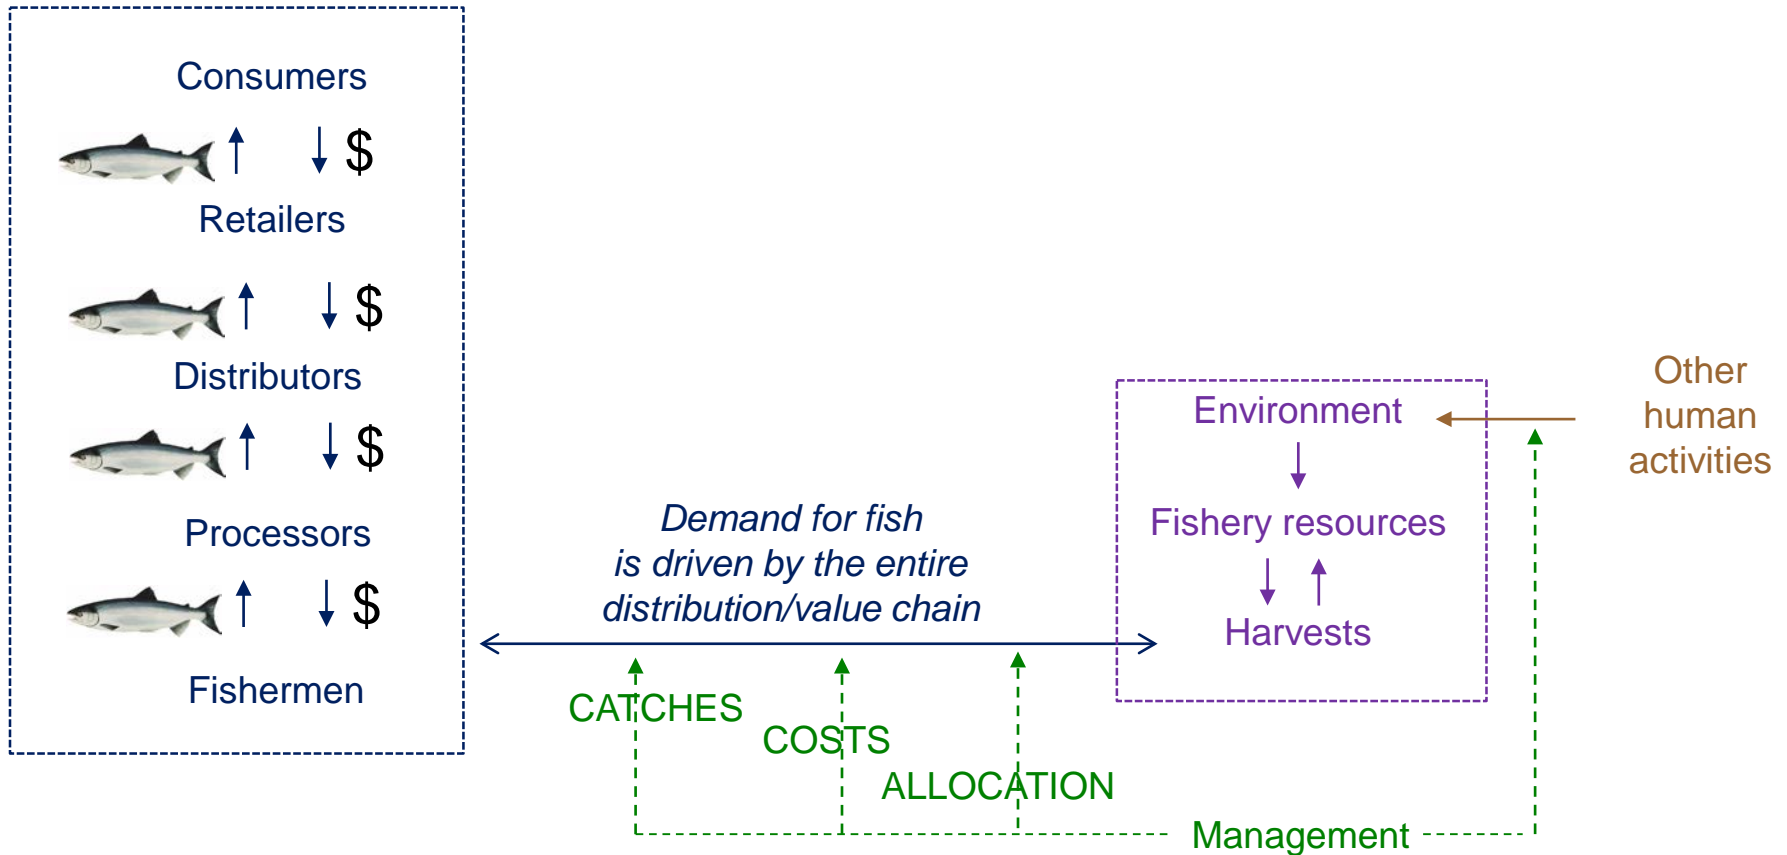 Consumers
$
Retailers
$
Distributors
$
Processors
$
Fishermen
Demand for fish
is driven by the entire
distribution/value chain
CATCHES
COSTS
ALLOCATION
Management
Environment
Fishery resources
Harvests
Other
human
activities